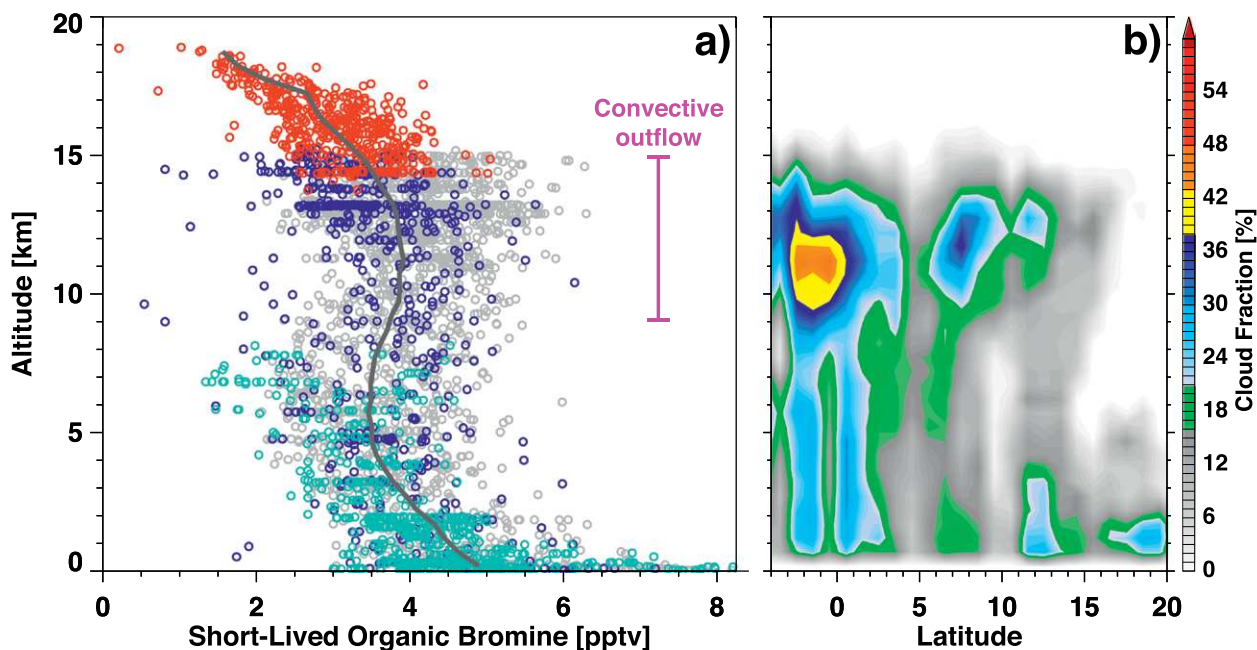 a)
20
15
10
5
0
Altitude [km]
Convective
outflow
0 2 4 6 8
Short-Lived Organic Bromine [pptv]
b)
0 5 10 15 20
Latitude
54
48
42
36
30
24
18
12
6
0
Cloud Fraction [%]